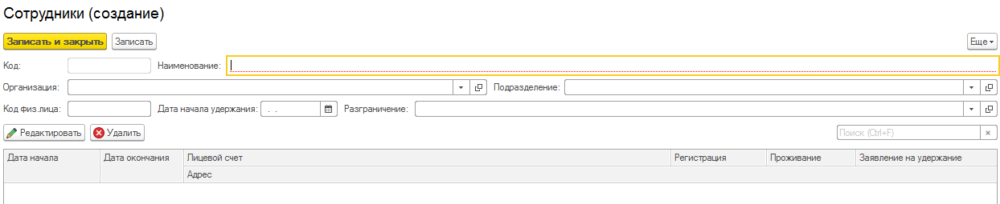 Сотрудники (создание)
Записать и закрыть Записать Еще
Код: Наименование:
Организация: Подразделение:
Код физ.лица: Дата начала удержания: . . Разграничение:
Редактировать Удалить Поиск (Ctrl+F) ×
Дата начала Дата окончания Лицевой счет Регистрация Проживание Заявление на удержание
Адрес